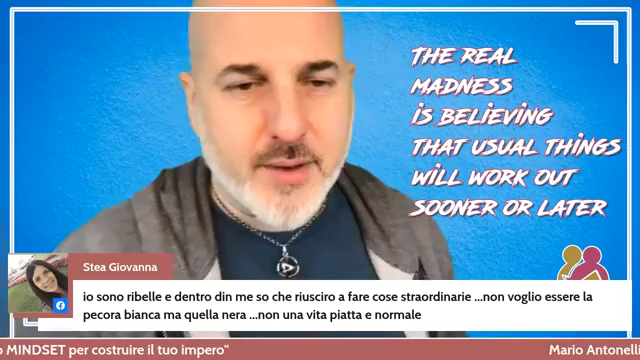 THE REAL
MADNESS
IS BELIEVING
THAT USUAL THINGS
WILL WORK OUT
SOONER OR LATER
Stea Giovanna
io sono ribelle e dentro din me so che riusciro a fare cose straordinarie ...non voglio essere la
pecora bianca ma quella nera ...non una vita piatta e normale
MINDSET per costruire il tuo impero" Mario Antonelli